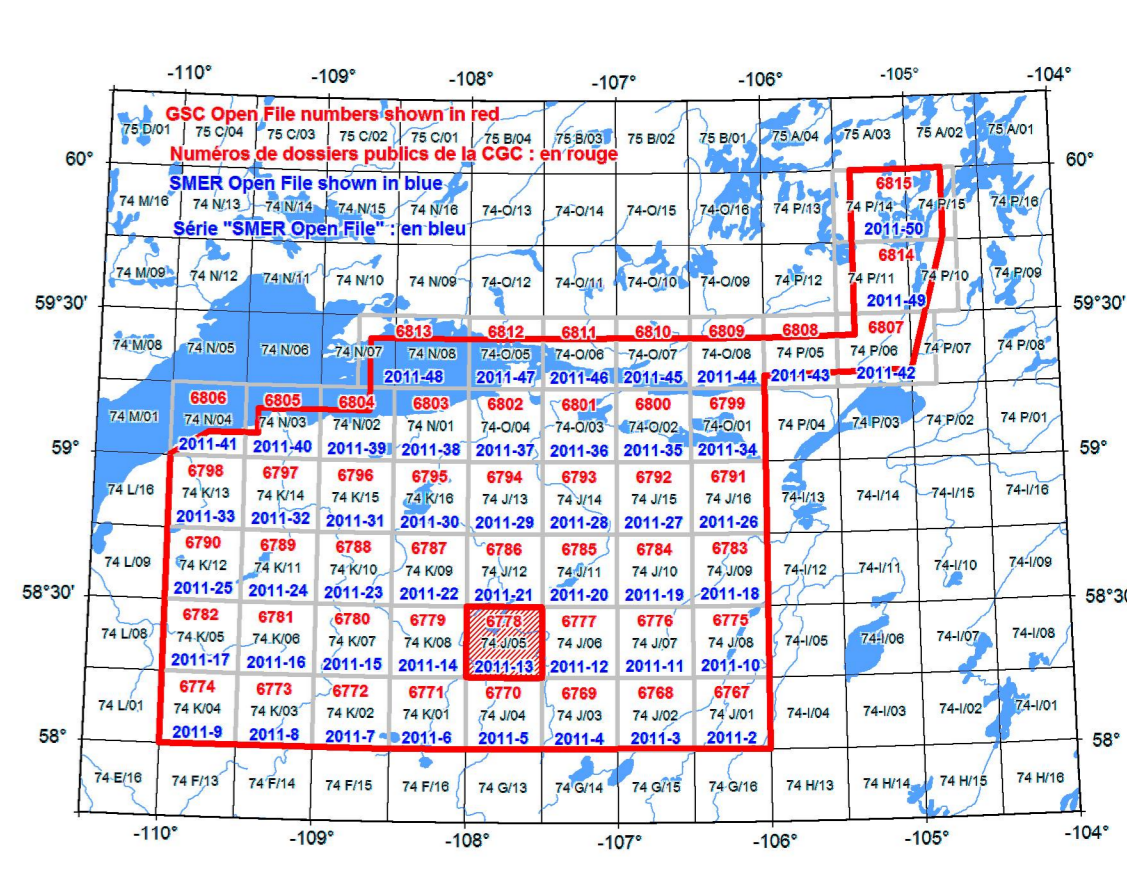 -110° -109° -108° -107° -106° -105° -104°
GSC Open File numbers shown in red
75 D/01 75 C/04 75 C/03 75 C/02 75 C/01 75 B/04 75 B/03 75 B/02 75 B/01 75 A/04 75 A/03 75 A/02 75 A/01
Numéros de dossiers publics de la CGC : en rouge
60° 60°
SMER Open File shown in blue
6815
74 M/16 74 N/13 74 N/14 74 N/15 74 N/16 74-O/13 74-O/14 74-O/15 74-O/16 74 P/13 74 P/14 74 P/15 74 P/16
Série "SMER Open File" : en bleu
2011-50
6814
74 M/09 74 N/12 74 N/11 74 N/10 74 N/09 74-O/12 74-O/11 74-O/10 74-O/09 74 P/12 74 P/11 74 P/10 74 P/09
59°30' 2011-49 59°30'
6813 6812 6811 6810 6809 6808 6807
74 M/08 74 N/05 74 N/06 74 N/07 74 N/08 74-O/05 74-O/06 74-O/07 74-O/08 74 P/05 74 P/06 74 P/07 74 P/08
2011-48 2011-47 2011-46 2011-45 2011-44 2011-43 2011-42
6806 6805 6804 6803 6802 6801 6800 6799
74 M/01 74 N/04 74 N/03 74 N/02 74 N/01 74-O/04 74-O/03 74-O/02 74-O/01 74 P/04 74 P/03 74 P/02 74 P/01
59° 2011-41 2011-40 2011-39 2011-38 2011-37 2011-36 2011-35 2011-34 59°
6798 6797 6796 6795 6794 6793 6792 6791
74 L/16 74 K/13 74 K/14 74 K/15 74 K/16 74 J/13 74 J/14 74 J/15 74 J/16 74-I/13 74-I/14 74-I/15 74-I/16
2011-33 2011-32 2011-31 2011-30 2011-29 2011-28 2011-27 2011-26
6790 6789 6788 6787 6786 6785 6784 6783
74 L/09 74 K/12 74 K/11 74 K/10 74 K/09 74 J/12 74 J/11 74 J/10 74 J/09 74-I/12 74-I/11 74-I/10 74-I/09
58°30' 2011-25 2011-24 2011-23 2011-22 2011-21 2011-20 2011-19 2011-18 58°30
6782 6781 6780 6779 6778 6777 6776 6775
74 L/08 74 K/05 74 K/06 74 K/07 74 K/08 74 J/05 74 J/06 74 J/07 74 J/08 74-I/05 74-I/06 74-I/07 74-I/08
2011-17 2011-16 2011-15 2011-14 2011-13 2011-12 2011-11 2011-10
6774 6773 6772 6771 6770 6769 6768 6767
74 L/01 74 K/04 74 K/03 74 K/02 74 K/01 74 J/04 74 J/03 74 J/02 74 J/01 74-I/04 74-I/03 74-I/02 74-I/01
58° 2011-9 2011-8 2011-7 2011-6 2011-5 2011-4 2011-3 2011-2 58°
74 E/16 74 F/13 74 F/14 74 F/15 74 F/16 74 G/13 74 G/14 74 G/15 74 G/16 74 H/13 74 H/14 74 H/15 74 H/16
-110° -109° -108° -107° -106° -105° -104°